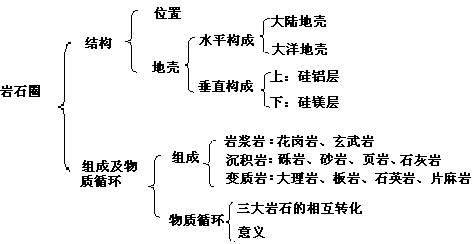 位置
结构
大陆地壳
水平构成
大洋地壳
地壳
上：硅铝层
垂直构成
下：硅镁层
岩石圈
岩浆岩：花岗岩、玄武岩
组成
沉积岩：砾岩、砂岩、页岩、石灰岩
组成及物
质循环
变质岩：大理岩、板岩、石英岩、片麻岩
三大岩石的相互转化
物质循环
意义